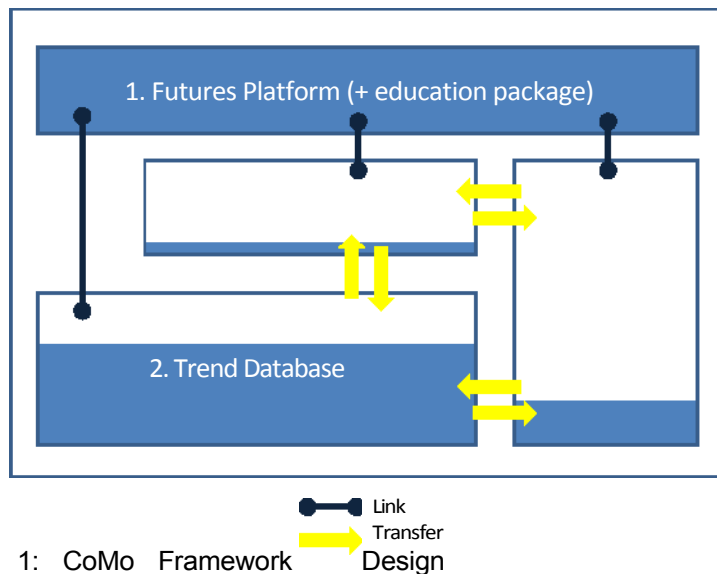 1. Futures Platform (+ education package)
2. Trend Database
Link
Transfer
1: CoMo Framework Design